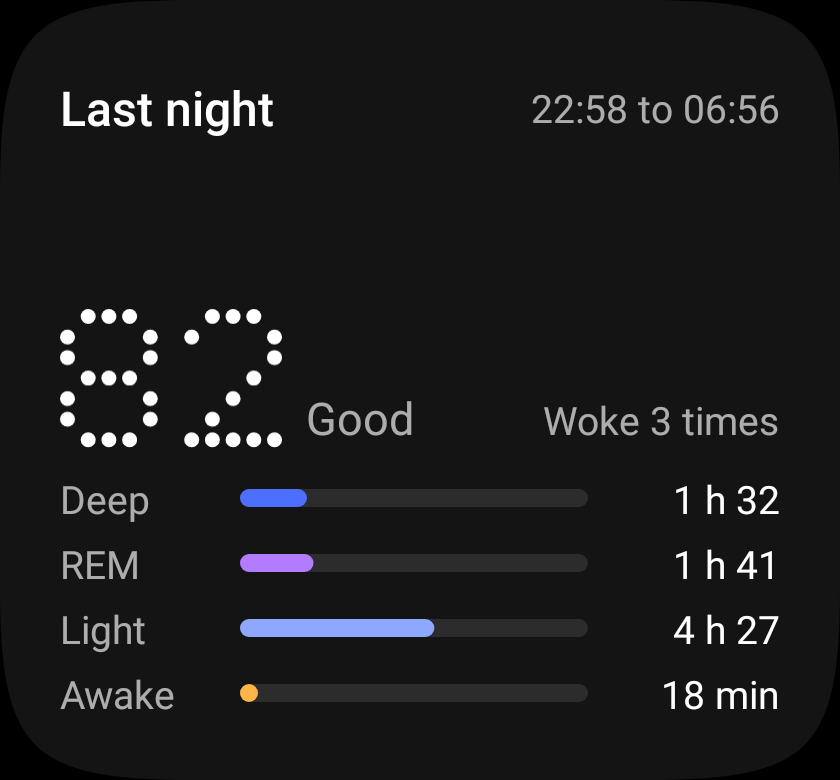 Last night 22:58 to 06:56
82 Good Woke 3 times
Deep 1 h 32
REM 1 h 41
Light 4 h 27
Awake 18 min